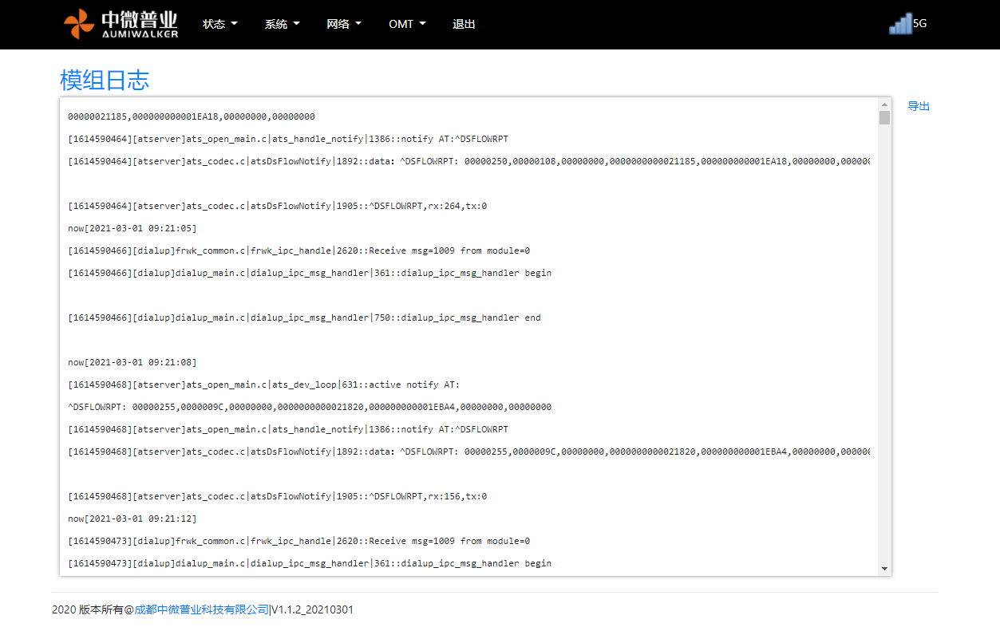 中微普业
AUMIWALKER
状态 系统 网络 OMT 退出 5G
模组日志
导出
00000021185,000000000001EA18,00000000,00000000
[1614590464][atserver]ats_open_main.c|ats_handle_notify|1386::notify AT:^DSFLOWRPT
[1614590464][atserver]ats_codec.c|atsDsFlowNotify|1892::data: ^DSFLOWRPT: 00000250,00000108,00000000,0000000000021185,000000000001EA18,00000000,000000
[1614590464][atserver]ats_codec.c|atsDsFlowNotify|1905::^DSFLOWRPT,rx:264,tx:0
now[2021-03-01 09:21:05]
[1614590466][dialup]frwk_common.c|frwk_ipc_handle|2620::Receive msg=1009 from module=0
[1614590466][dialup]dialup_main.c|dialup_ipc_msg_handler|361::dialup_ipc_msg_handler begin
[1614590466][dialup]dialup_main.c|dialup_ipc_msg_handler|750::dialup_ipc_msg_handler end
now[2021-03-01 09:21:08]
[1614590468][atserver]ats_open_main.c|ats_dev_loop|631::active notify AT:
^DSFLOWRPT: 00000255,0000009C,00000000,0000000000021820,000000000001EBA4,00000000,00000000
[1614590468][atserver]ats_open_main.c|ats_handle_notify|1386::notify AT:^DSFLOWRPT
[1614590468][atserver]ats_codec.c|atsDsFlowNotify|1892::data: ^DSFLOWRPT: 00000255,0000009C,00000000,0000000000021820,000000000001EBA4,00000000,000000
[1614590468][atserver]ats_codec.c|atsDsFlowNotify|1905::^DSFLOWRPT,rx:156,tx:0
now[2021-03-01 09:21:12]
[1614590473][dialup]frwk_common.c|frwk_ipc_handle|2620::Receive msg=1009 from module=0
[1614590473][dialup]dialup_main.c|dialup_ipc_msg_handler|361::dialup_ipc_msg_handler begin
2020 版本所有@成都中微普业科技有限公司|V1.1.2_20210301